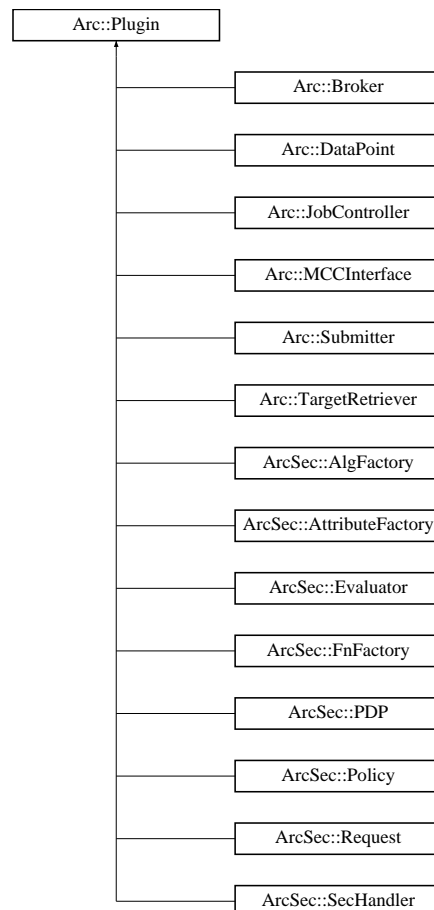 Arc::Plugin
Arc::Broker
Arc::DataPoint
Arc::JobController
Arc::MCCInterface
Arc::Submitter
Arc::TargetRetriever
ArcSec::AlgFactory
ArcSec::AttributeFactory
ArcSec::Evaluator
ArcSec::FnFactory
ArcSec::PDP
ArcSec::Policy
ArcSec::Request
ArcSec::SecHandler